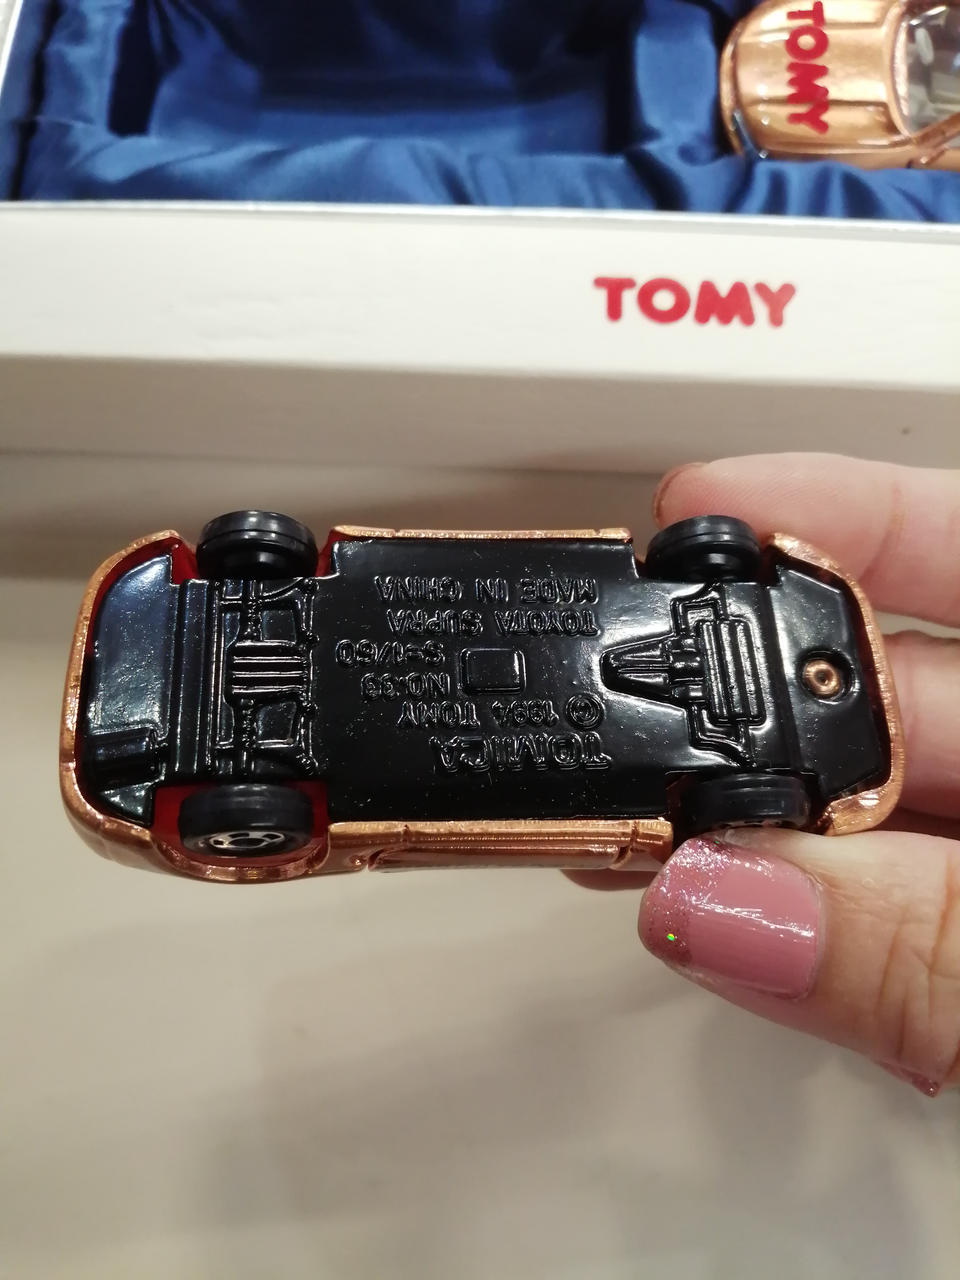 TOMY
TOMY
TOMICA
© 1994 TOMY
NO.33
S=1/60
TOYOTA SUPRA
MADE IN CHINA